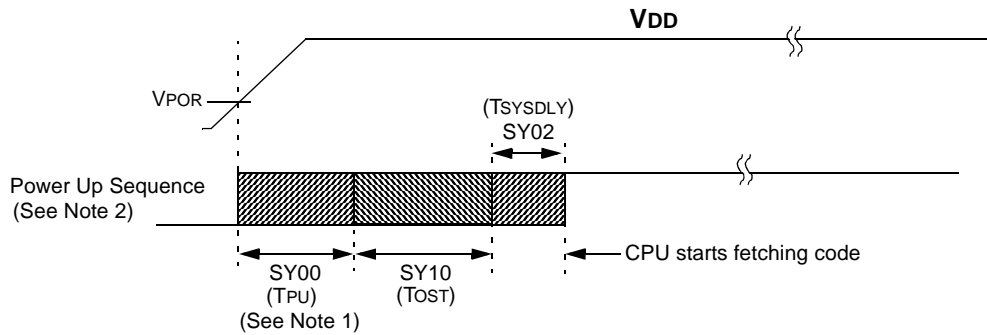 VDD
VPOR
(TSYSDLY)
SY02
Power Up Sequence
(See Note 2)
CPU starts fetching code
SY00
(TPU)
(See Note 1)
SY10
(TOST)